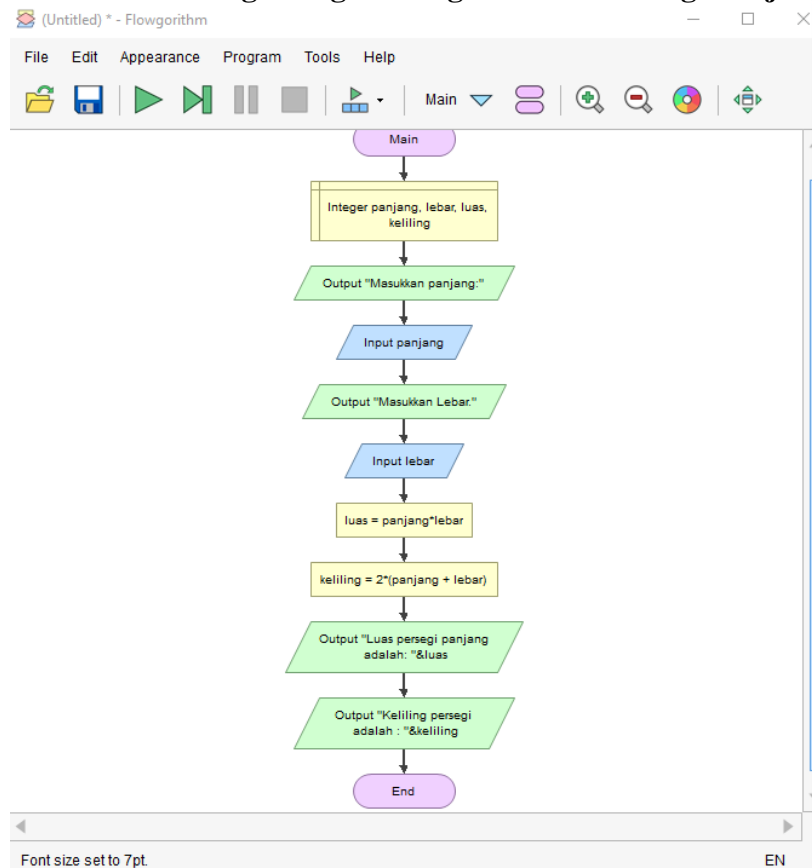 (Untitled) * - Flowgorithm
File Edit Appearance Program Tools Help
Main
Main
Integer panjang, lebar, luas,
keliling
Output "Masukkan panjang:"
Input panjang
Output "Masukkan Lebar:"
Input lebar
luas = panjang*lebar
keliling = 2*(panjang + lebar)
Output "Luas persegi panjang
adalah: "&luas
Output "Keliling persegi
adalah : "&keliling
End
Font size set to 7pt. EN